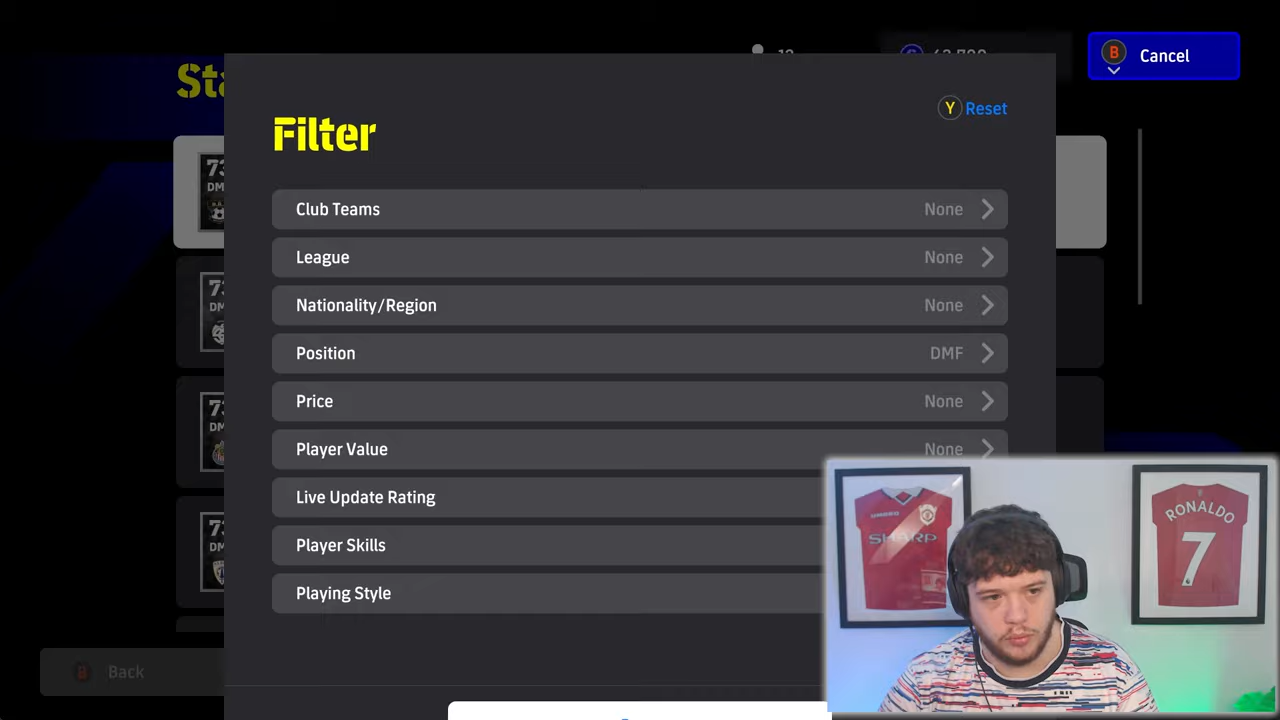 B Cancel
Y Reset
Filter
Club Teams None
League None
Nationality/Region None
Position DMF
Price None
Player Value None
Live Update Rating
Player Skills
Playing Style
B Back
UMBRO
SHARP
RONALDO
7